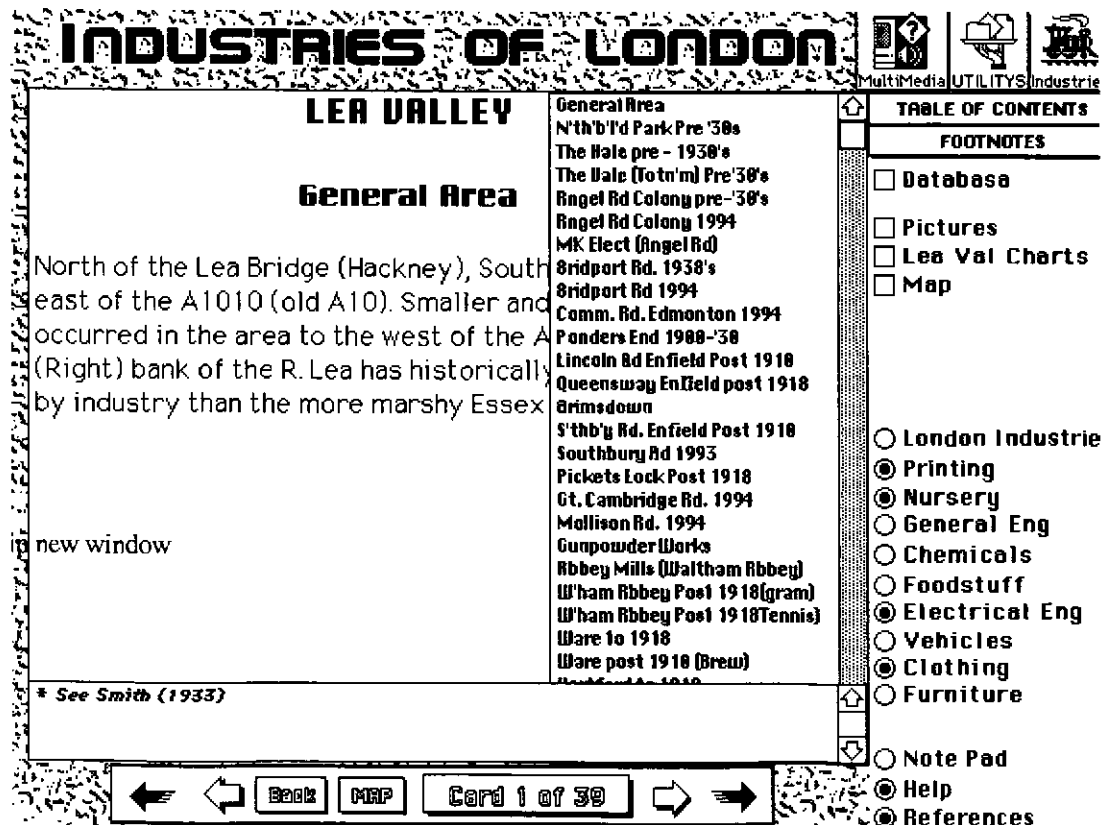 INDUSTRIES OF LONDON
MultiMedia UTILITYS Industrie
LEA VALLEY
General Area
North of the Lea Bridge (Hackney), South
east of the A1010 (old A10). Smaller and
occurred in the area to the west of the A
(Right) bank of the R. Lea has historically
by industry than the more marshy Essex
new window
* See Smith (1933)
General Area
N'th'b'l'd Park Pre '30s
The Hale pre - 1930's
The Vale (Totn'm) Pre'30's
Angel Rd Colony pre-'30's
Angel Rd Colony 1994
MK Elect (Angel Rd)
Bridport Rd. 1930's
Bridport Rd 1994
Comm. Rd. Edmonton 1994
Ponders End 1900-'30
Lincoln Rd Enfield Post 1918
Queensway Enfield post 1918
Brimsdown
S'thb'y Rd. Enfield Post 1918
Southbury Rd 1993
Pickets Lock Post 1918
Gt. Cambridge Rd. 1994
Mollison Rd. 1994
Gunpowder Works
Abbey Mills (Waltham Abbey)
W'ham Abbey Post 1918(gram)
W'ham Abbey Post 1918Tennis)
Ware to 1918
Ware post 1918 (Brew)
TABLE OF CONTENTS
FOOTNOTES
Databasa
Pictures
Lea Val Charts
Map
London Industrie
Printing
Nursery
General Eng
Chemicals
Foodstuff
Electrical Eng
Vehicles
Clothing
Furniture
Note Pad
Help
References
Back MAP Card 1 of 39